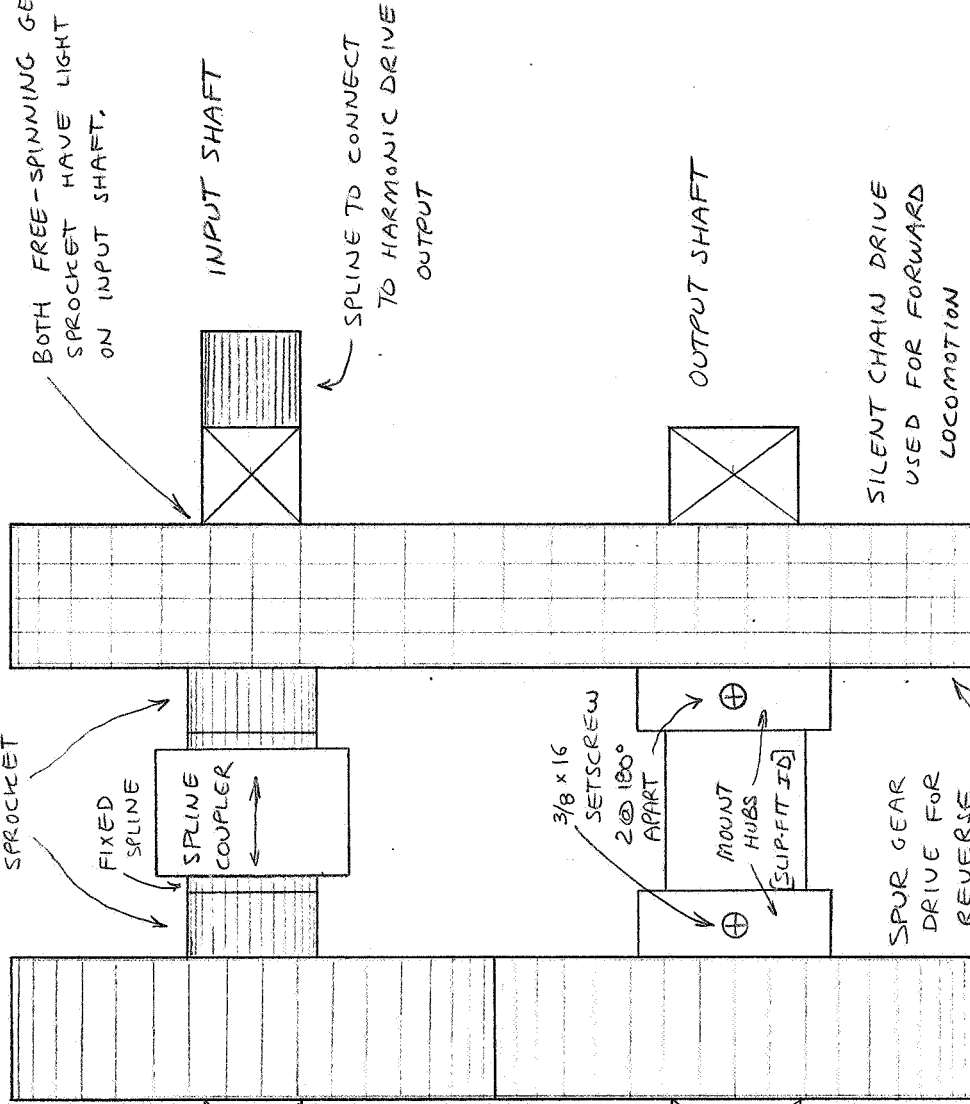 BOTH FREE-SPINNING GE
SPROCKET HAVE LIGHT
ON INPUT SHAFT.
INPUT SHAFT
SPLINE TO CONNECT
TO HARMONIC DRIVE
OUTPUT
SPROCKET
FIXED
SPLINE
SPLINE
COUPLER
3/8 x 16
SETSCREW
2@180°
APART
MOUNT
HUBS
[SLIP-FIT ID]
OUTPUT SHAFT
SILENT CHAIN DRIVE
USED FOR FORWARD
LOCOMOTION
SPUR GEAR
DRIVE FOR
REVERSE